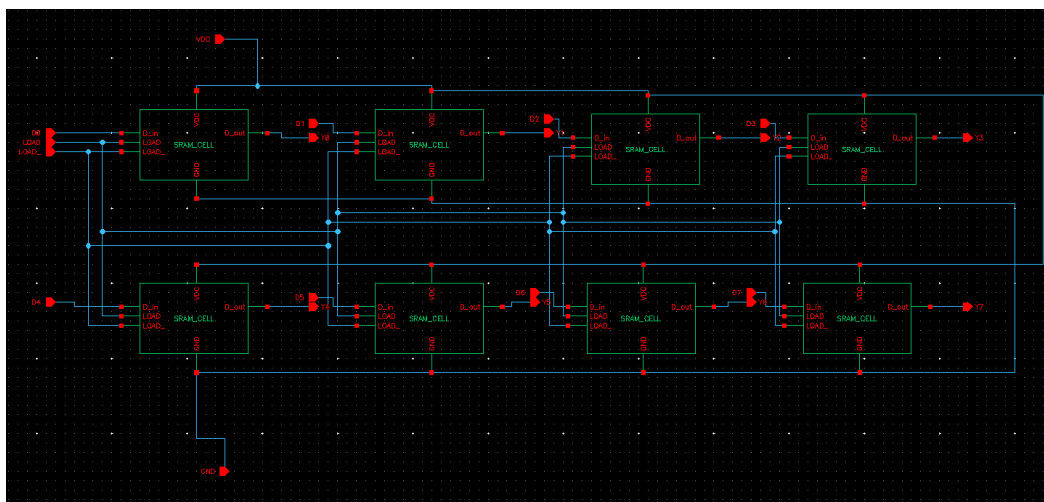 VDC
VDC VDC VDC VDC
D1 D3
D_in D_out Y0 D_in D_out D_in D_out D_in D_out Y3
LOAD LOAD LOAD LOAD LOAD
LOAD_ LOAD_ LOAD_ LOAD_ LOAD_
SRAM_CELL SRAM_CELL SRAM_CELL SRAM_CELL
GND GND GND GND
VDC VDC VDC VDC
D4 D5 D7
D_in D_out Y4 D_in D_out Y5 D_in D_out Y6 D_in D_out Y7
LOAD LOAD LOAD LOAD
LOAD_ LOAD_ LOAD_ LOAD_
SRAM_CELL SRAM_CELL SRAM_CELL SRAM_CELL
GND GND GND GND
GND